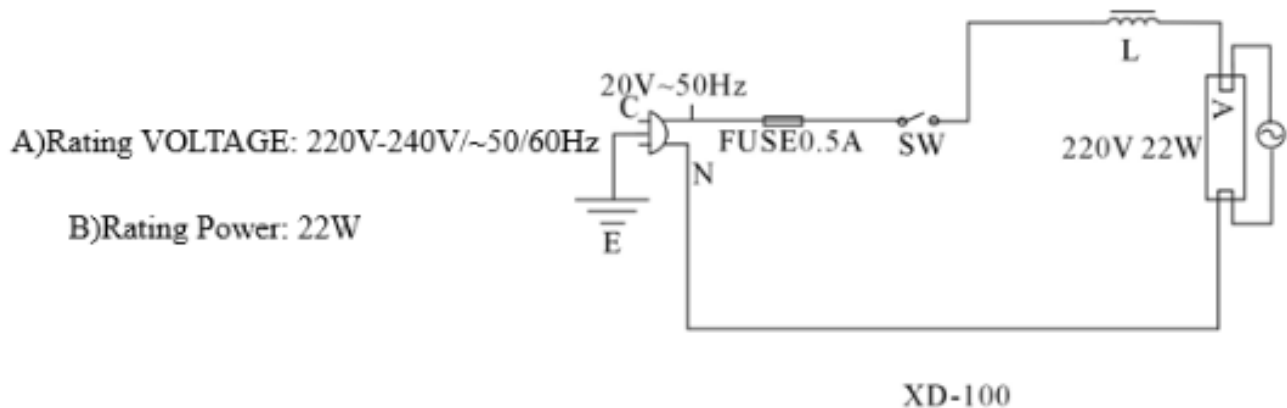 L
20V~50Hz
C
A)Rating VOLTAGE: 220V-240V/~50/60Hz
FUSE0.5A
SW
V
220V 22W
N
B)Rating Power: 22W
E
XD-100